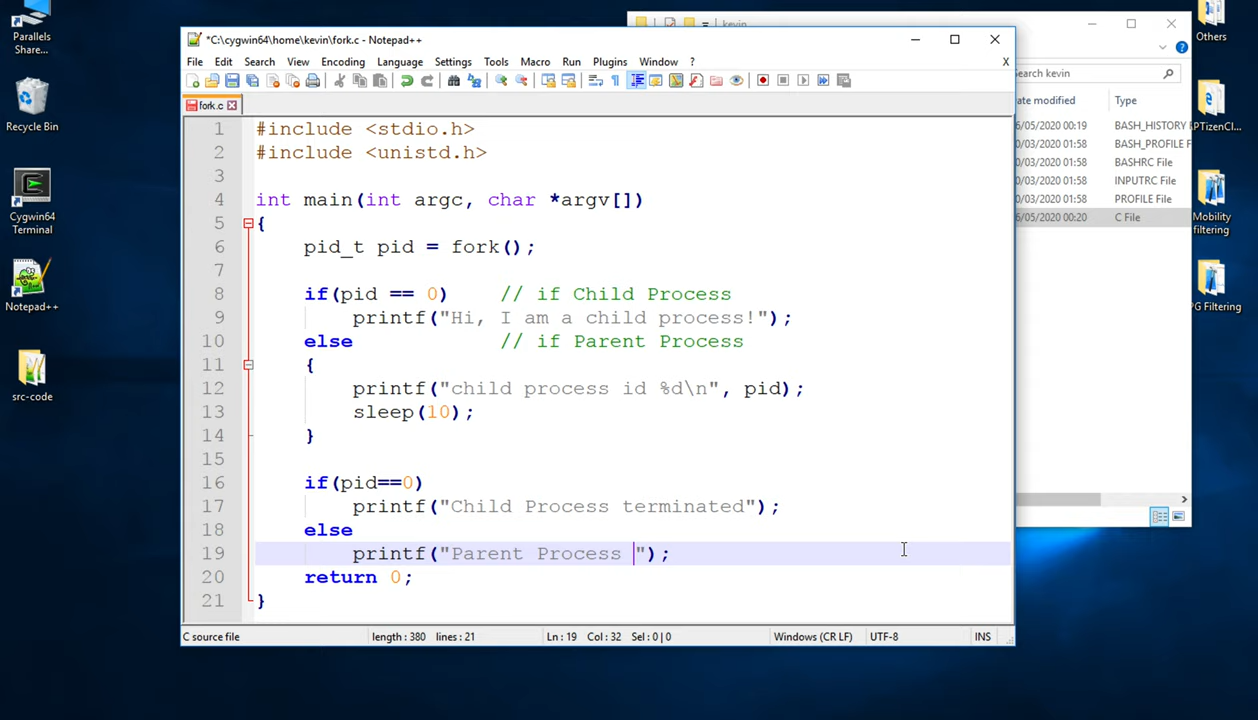 Parallels
Share...
Recycle Bin
Cygwin64
Terminal
Notepad++
src-code
*C:\cygwin64\home\kevin\fork.c - Notepad++
File Edit Search View Encoding Language Settings Tools Macro Run Plugins Window ? X
fork.c
1 #include <stdio.h>
2 #include <unistd.h>
3
4 int main(int argc, char *argv[])
5 {
6 pid_t pid = fork();
7
8 if(pid == 0) // if Child Process
9 printf("Hi, I am a child process!");
10 else // if Parent Process
11 {
12 printf("child process id %d\n", pid);
13 sleep(10);
14 }
15
16 if(pid==0)
17 printf("Child Process terminated");
18 else
19 printf("Parent Process ");
20 return 0;
21 }
C source file length : 380 lines : 21 Ln : 19 Col : 32 Sel : 0 | 0 Windows (CR LF) UTF-8 INS
kevin
earch kevin
ate modified Type
6/05/2020 00:19 BASH_HISTORY
0/03/2020 01:58 BASH_PROFILE F
0/03/2020 01:58 BASHRC File
0/03/2020 01:58 INPUTRC File
0/03/2020 01:58 PROFILE File
6/05/2020 00:20 C File
Others
PTizenCl...
Mobility
filtering
PG Filtering